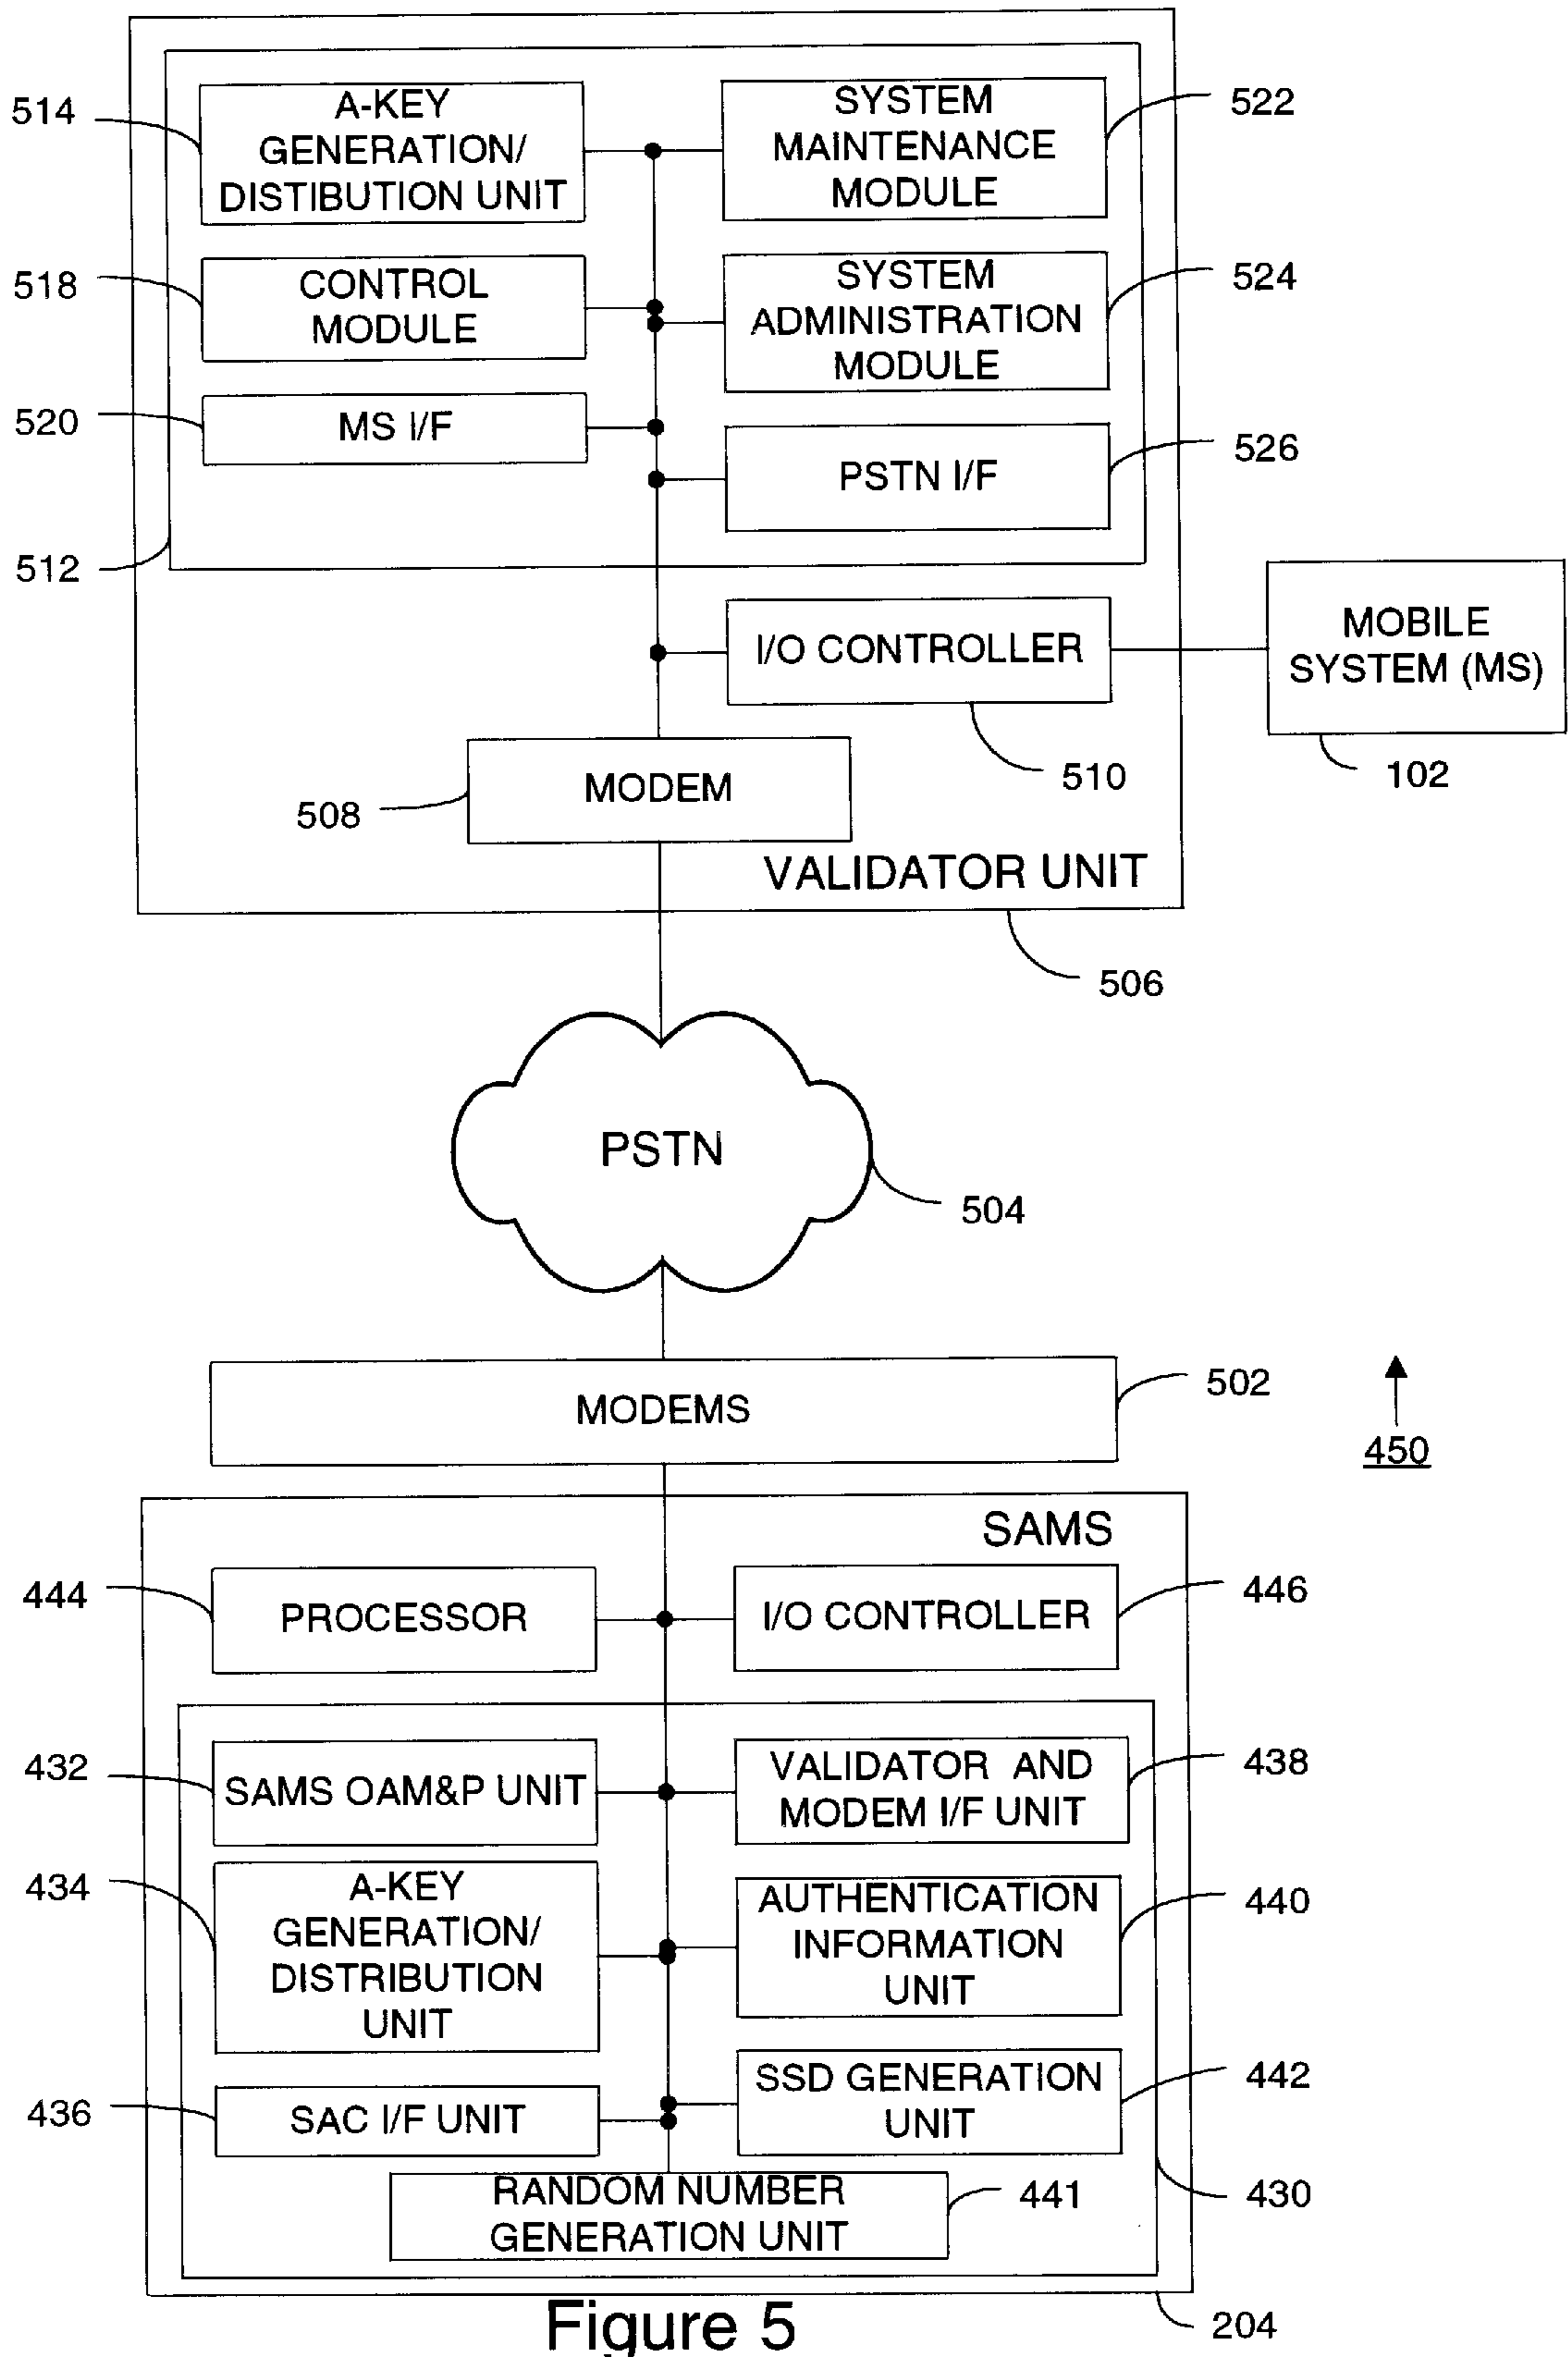 514
A-KEY
GENERATION/
DISTIBUTION UNIT
SYSTEM
MAINTENANCE
MODULE
522
518
CONTROL
MODULE
SYSTEM
ADMINISTRATION
MODULE
524
520
MS I/F
PSTN I/F
526
512
I/O CONTROLLER
510
MOBILE
SYSTEM (MS)
102
508
MODEM
VALIDATOR UNIT
506
PSTN
504
MODEMS
502
450
SAMS
444
PROCESSOR
I/O CONTROLLER
446
432
SAMS OAM&P UNIT
VALIDATOR AND
MODEM I/F UNIT
438
434
A-KEY
GENERATION/
DISTRIBUTION
UNIT
AUTHENTICATION
INFORMATION
UNIT
440
436
SAC I/F UNIT
SSD GENERATION
UNIT
442
RANDOM NUMBER
GENERATION UNIT
441
430
204
Figure 5